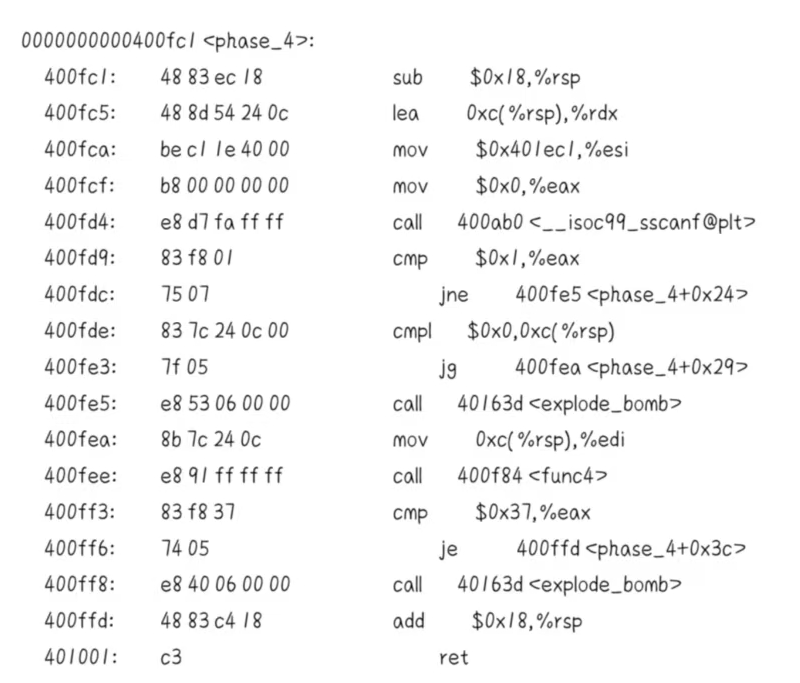 0000000000400fc1 <phase_4>:
400fc1: 48 83 ec 18 sub $0x18,%rsp
400fc5: 48 8d 54 24 0c lea 0xc(%rsp),%rdx
400fca: be c1 1e 40 00 mov $0x401ec1,%esi
400fcf: b8 00 00 00 00 mov $0x0,%eax
400fd4: e8 d7 fa ff ff call 400ab0 <__isoc99_sscanf@plt>
400fd9: 83 f8 01 cmp $0x1,%eax
400fdc: 75 07 jne 400fe5 <phase_4+0x24>
400fde: 83 7c 24 0c 00 cmpl $0x0,0xc(%rsp)
400fe3: 7f 05 jg 400fea <phase_4+0x29>
400fe5: e8 53 06 00 00 call 40163d <explode_bomb>
400fea: 8b 7c 24 0c mov 0xc(%rsp),%edi
400fee: e8 91 ff ff ff call 400f84 <func4>
400ff3: 83 f8 37 cmp $0x37,%eax
400ff6: 74 05 je 400ffd <phase_4+0x3c>
400ff8: e8 40 06 00 00 call 40163d <explode_bomb>
400ffd: 48 83 c4 18 add $0x18,%rsp
401001: c3 ret